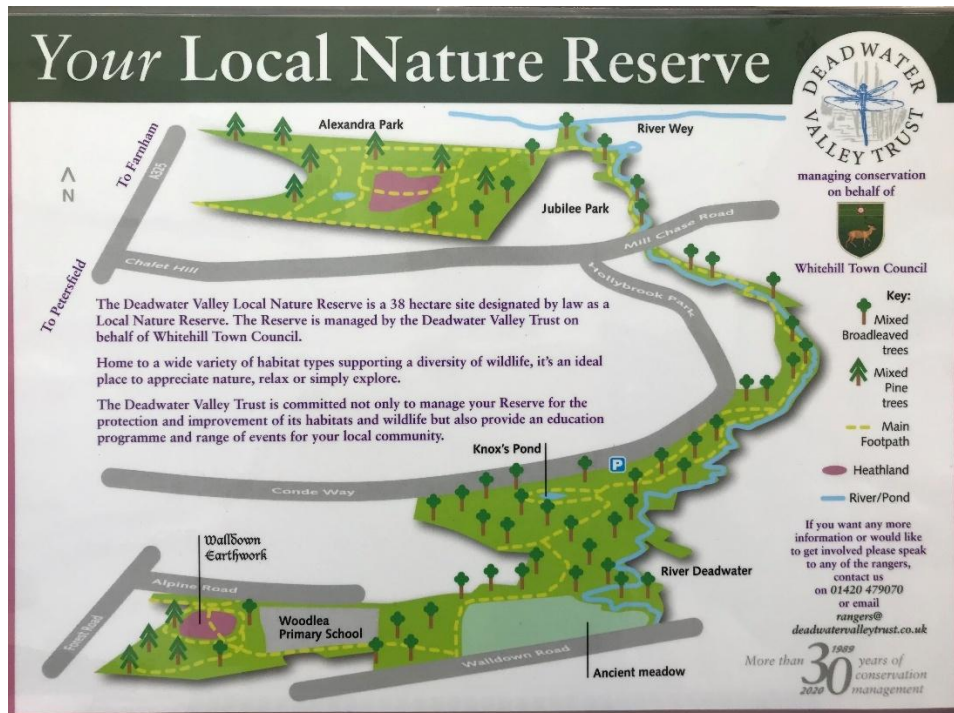 Your Local Nature Reserve
DEADWATER
VALLEY TRUST
managing conservation
on behalf of
Whitehill Town Council
Key:
Mixed
Broadleaved
trees
Mixed
Pine
trees
Main
Footpath
Heathland
River/Pond
If you want any more
information or would like
to get involved please speak
to any of the rangers,
contact us
on 01420 479070
or email
rangers@
deadwatervalleytrust.co.uk
More than 30 years of
conservation
management
1989
2020
To Farnham
A325
N
Alexandra Park
River Wey
Jubilee Park
Mill Chase Road
Chalet Hill
To Petersfield
Hollybrook Park
The Deadwater Valley Local Nature Reserve is a 38 hectare site designated by law as a
Local Nature Reserve. The Reserve is managed by the Deadwater Valley Trust on
behalf of Whitehill Town Council.
Home to a wide variety of habitat types supporting a diversity of wildlife, it's an ideal
place to appreciate nature, relax or simply explore.
The Deadwater Valley Trust is committed not only to manage your Reserve for the
protection and improvement of its habitats and wildlife but also provide an education
programme and range of events for your local community.
Knox's Pond
P
Conde Way
Walldown
Earthwork
Alpine Road
Forest Road
Woodlea
Primary School
River Deadwater
Walldown Road
Ancient meadow